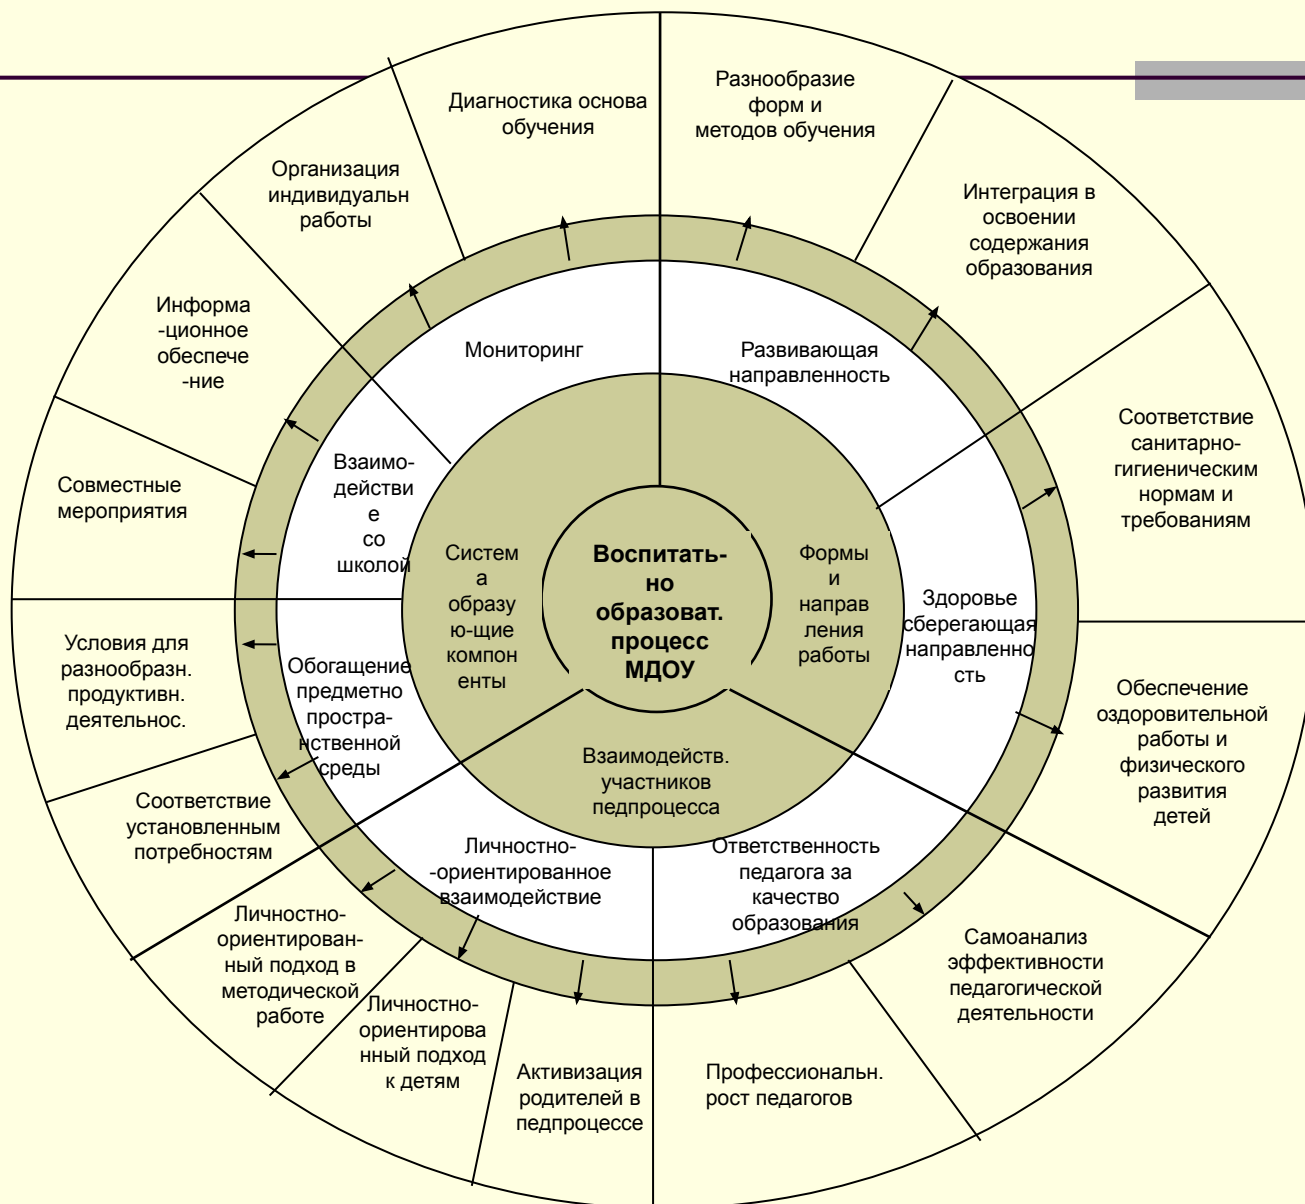 Диагностика основа
обучения
Разнообразие
форм и
методов обучения
Организация
индивидуальн
работы
Интеграция в
освоении
содержания
образования
Информа
-ционное
обеспече
-ние
Мониторинг
Развивающая
направленность
Соответствие
санитарно-
гигиеническим
нормам и
требованиям
Совместные
мероприятия
Взаимо-
действи
е
со
школой
Систем
а
образу
ю-щие
компон
енты
Воспитать-
но
образоват.
процесс
МДОУ
Формы
и
направ
ления
работы
Здоровье
сберегающая
направленно
сть
Условия для
разнообразн.
продуктивн.
деятельнос.
Обогащение
предметно
простра-
нственной
среды
Обеспечение
оздоровительной
работы и
физического
развития
детей
Взаимодейств.
участников
педпроцесса
Соответствие
установленным
потребностям
Личностно-
-ориентированное
взаимодействие
Ответственность
педагога за
качество
образования
Личностно-
ориентирован-
ный подход в
методической
работе
Личностно-
ориентирова
нный подход
к детям
Активизация
родителей в
педпроцессе
Профессиональн.
рост педагогов
Самоанализ
эффективности
педагогической
деятельности